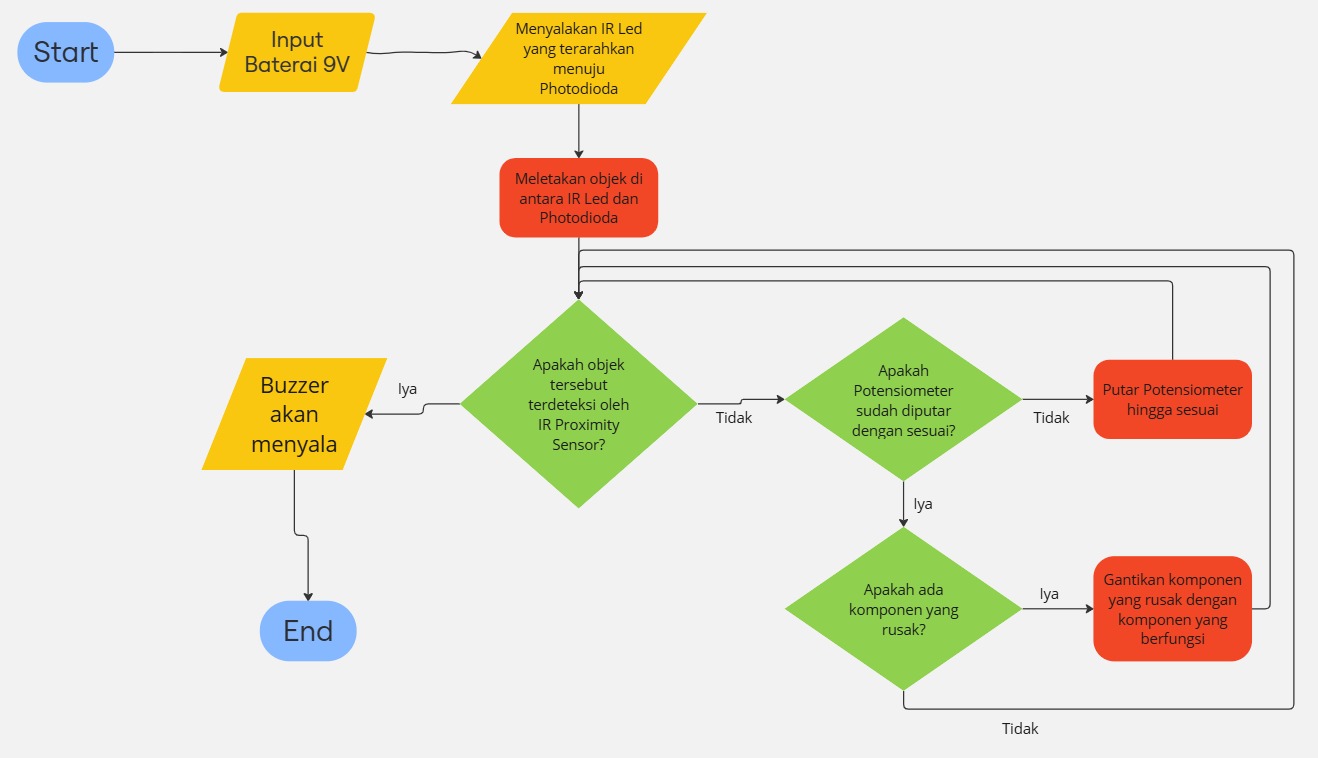 Start
Input
Baterai 9V
Menyalakan IR Led
yang terarahkan
menuju
Photodioda
Meletakan objek di
antara IR Led dan
Photodioda
Apakah objek
tersebut
terdeteksi oleh
IR Proximity
Sensor?
Iya
Buzzer
akan
menyala
End
Tidak
Apakah
Potensiometer
sudah diputar
dengan sesuai?
Tidak
Putar Potensiometer
hingga sesuai
Iya
Apakah ada
komponen yang
rusak?
Iya
Gantikan komponen
yang rusak dengan
komponen yang
berfungsi
Tidak